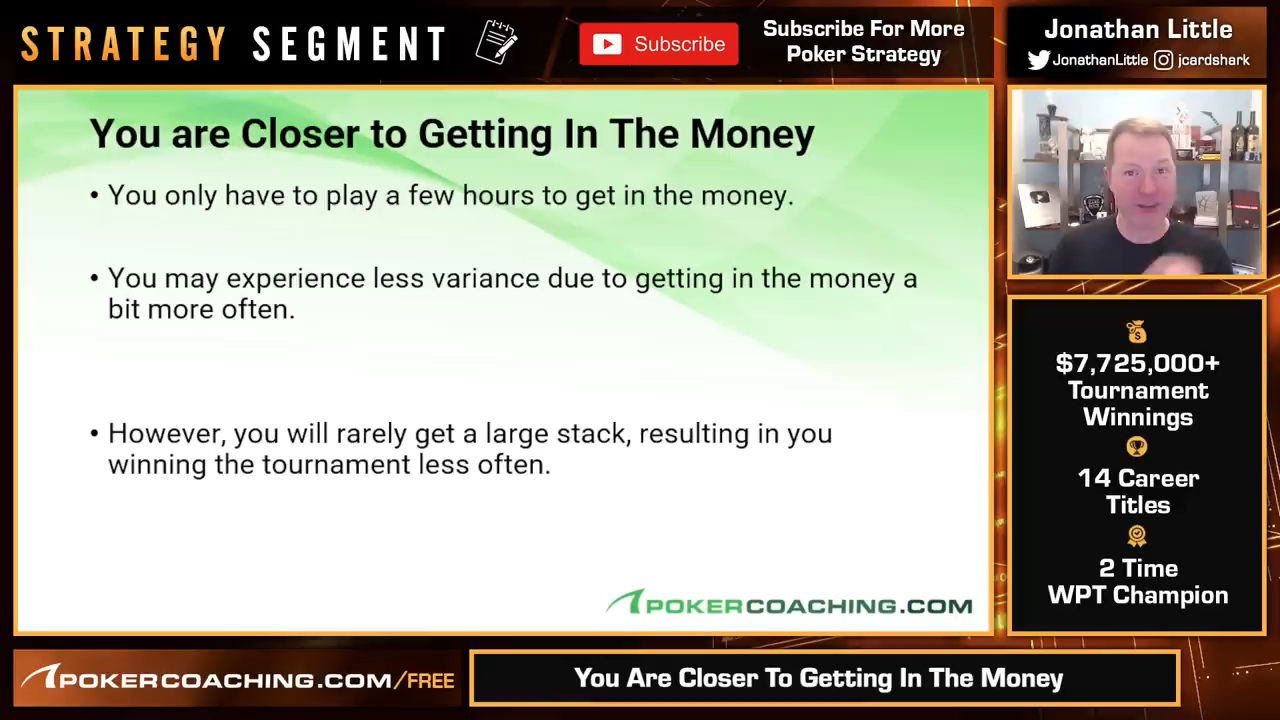 STRATEGY SEGMENT
Subscribe
Subscribe For More
Poker Strategy
Jonathan Little
JonathanLittle jcardshark
You are Closer to Getting In The Money
• You only have to play a few hours to get in the money.
• You may experience less variance due to getting in the money a
bit more often.
• However, you will rarely get a large stack, resulting in you
winning the tournament less often.
POKERCOACHING.COM
$7,725,000+
Tournament
Winnings
14 Career
Titles
2 Time
WPT Champion
POKERCOACHING.COM/FREE
You Are Closer To Getting In The Money